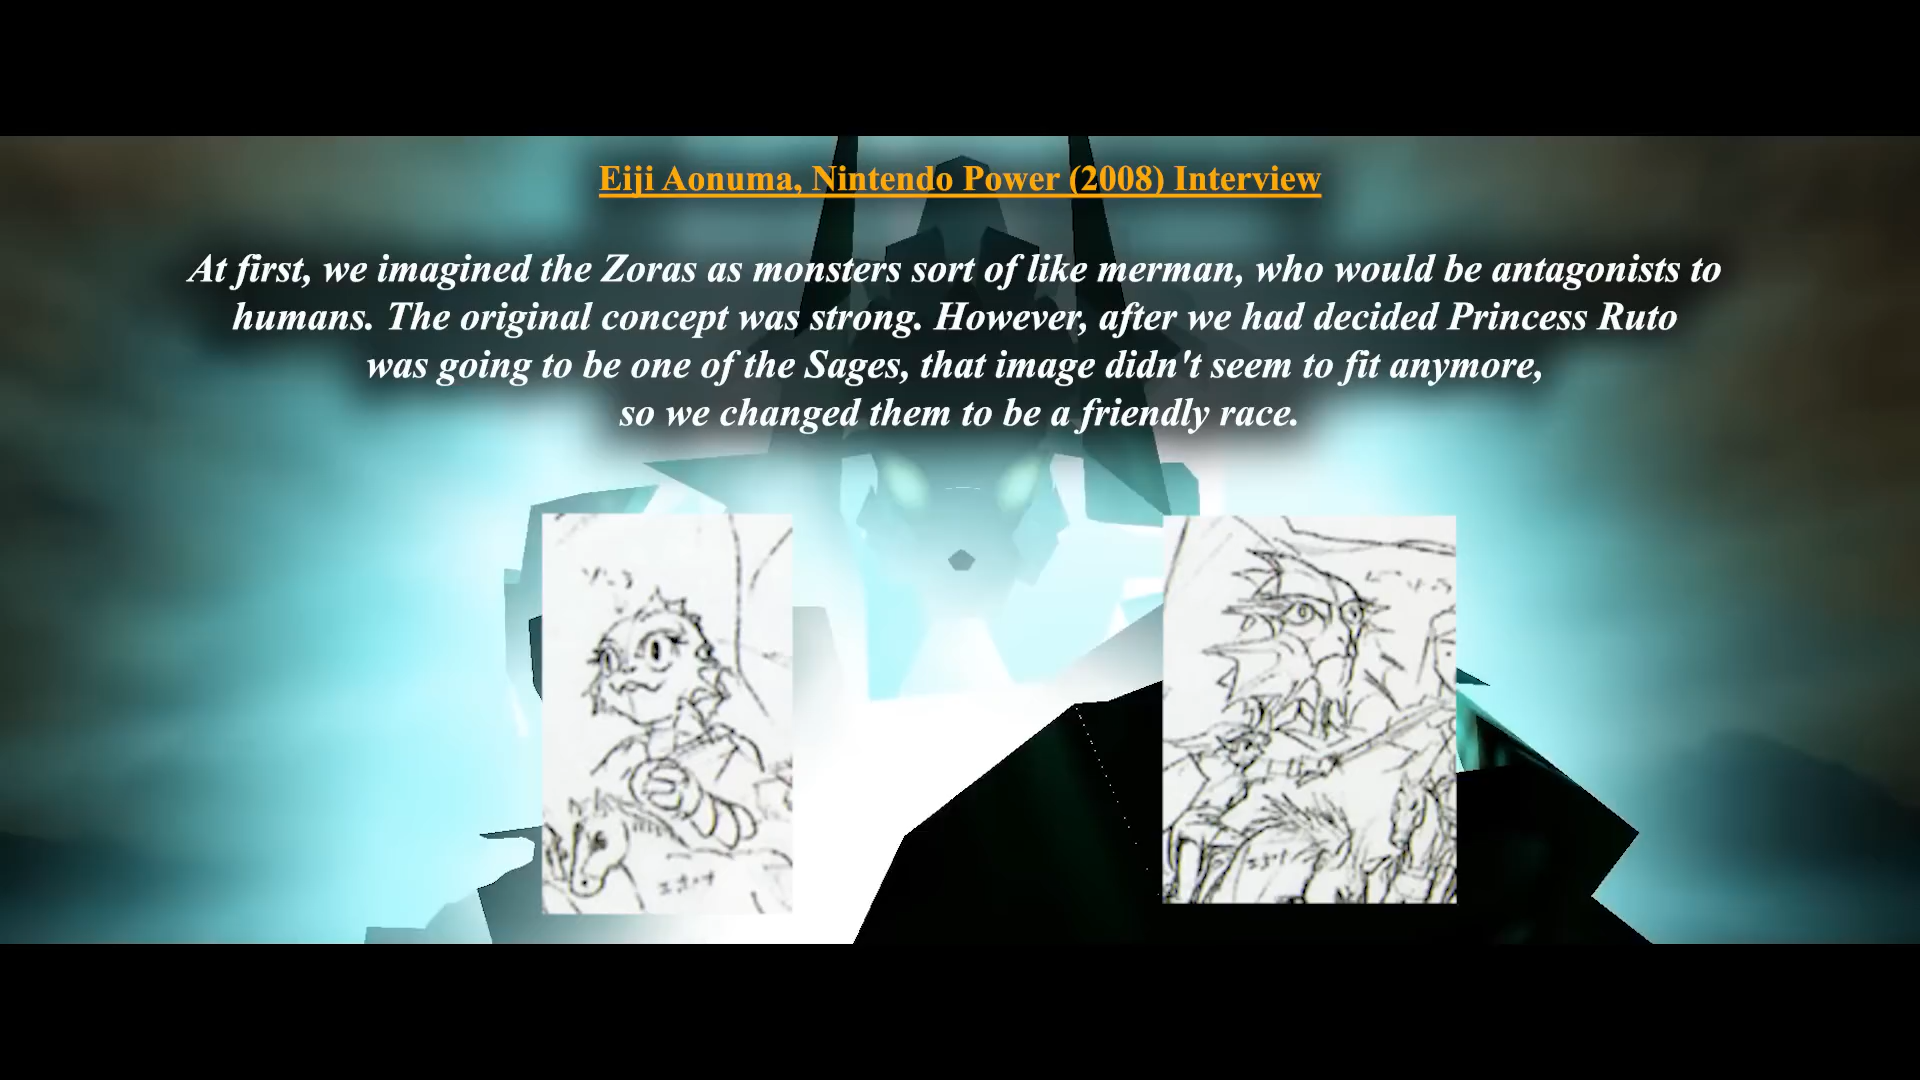 Eiji Aonuma, Nintendo Power (2008) Interview
At first, we imagined the Zoras as monsters sort of like merman, who would be antagonists to
humans. The original concept was strong. However, after we had decided Princess Ruto
was going to be one of the Sages, that image didn't seem to fit anymore,
so we changed them to be a friendly race.